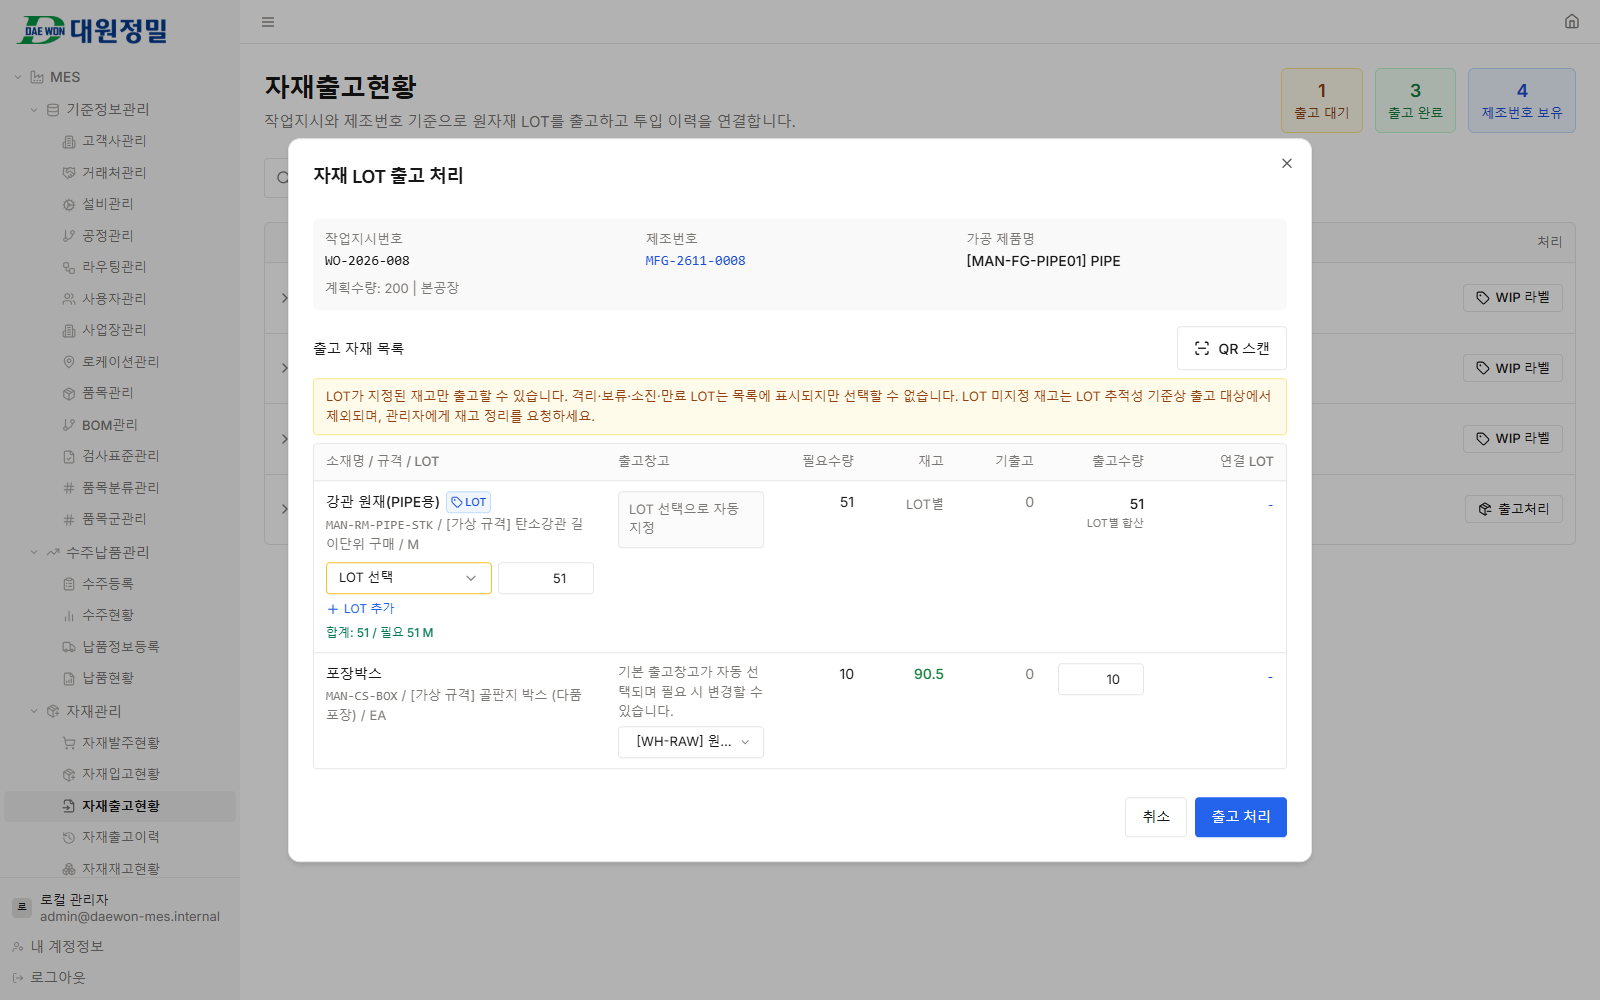 DAE WON 대원정밀
MES
기준정보관리
고객사관리
거래처관리
설비관리
공정관리
라우팅관리
사용자관리
사업장관리
로케이션관리
품목관리
BOM관리
검사표준관리
품목분류관리
품목군관리
수주납품관리
수주등록
수주현황
납품정보등록
납품현황
자재관리
자재발주현황
자재입고현황
자재출고현황
자재출고이력
자재재고현황
로
로컬 관리자
admin@daewon-mes.internal
내 계정정보
로그아웃
자재출고현황
작업지시와 제조번호 기준으로 원자재 LOT를 출고하고 투입 이력을 연결합니다.
1
출고 대기
3
출고 완료
4
제조번호 보유
처리
WIP 라벨
WIP 라벨
WIP 라벨
출고처리
자재 LOT 출고 처리
작업지시번호 제조번호 가공 제품명
WO-2026-008 MFG-2611-0008 [MAN-FG-PIPE01] PIPE
계획수량: 200 | 본공장
출고 자재 목록
QR 스캔
LOT가 지정된 재고만 출고할 수 있습니다. 격리·보류·소진·만료 LOT는 목록에 표시되지만 선택할 수 없습니다. LOT 미지정 재고는 LOT 추적성 기준상 출고 대상에서
제외되며, 관리자에게 재고 정리를 요청하세요.
소재명 / 규격 / LOT 출고창고 필요수량 재고 기출고 출고수량 연결 LOT
강관 원재(PIPE용) LOT
MAN-RM-PIPE-STK / [가상 규격] 탄소강관 길
이단위 구매 / M
LOT 선택 51
LOT 추가
합계: 51 / 필요 51 M
LOT 선택으로 자동
지정
51 LOT별 0 51 -
LOT별 합산
포장박스
MAN-CS-BOX / [가상 규격] 골판지 박스 (다품
포장) / EA
기본 출고창고가 자동 선
택되며 필요 시 변경할 수
있습니다.
[WH-RAW] 원...
10 90.5 0 10 -
취소
출고 처리